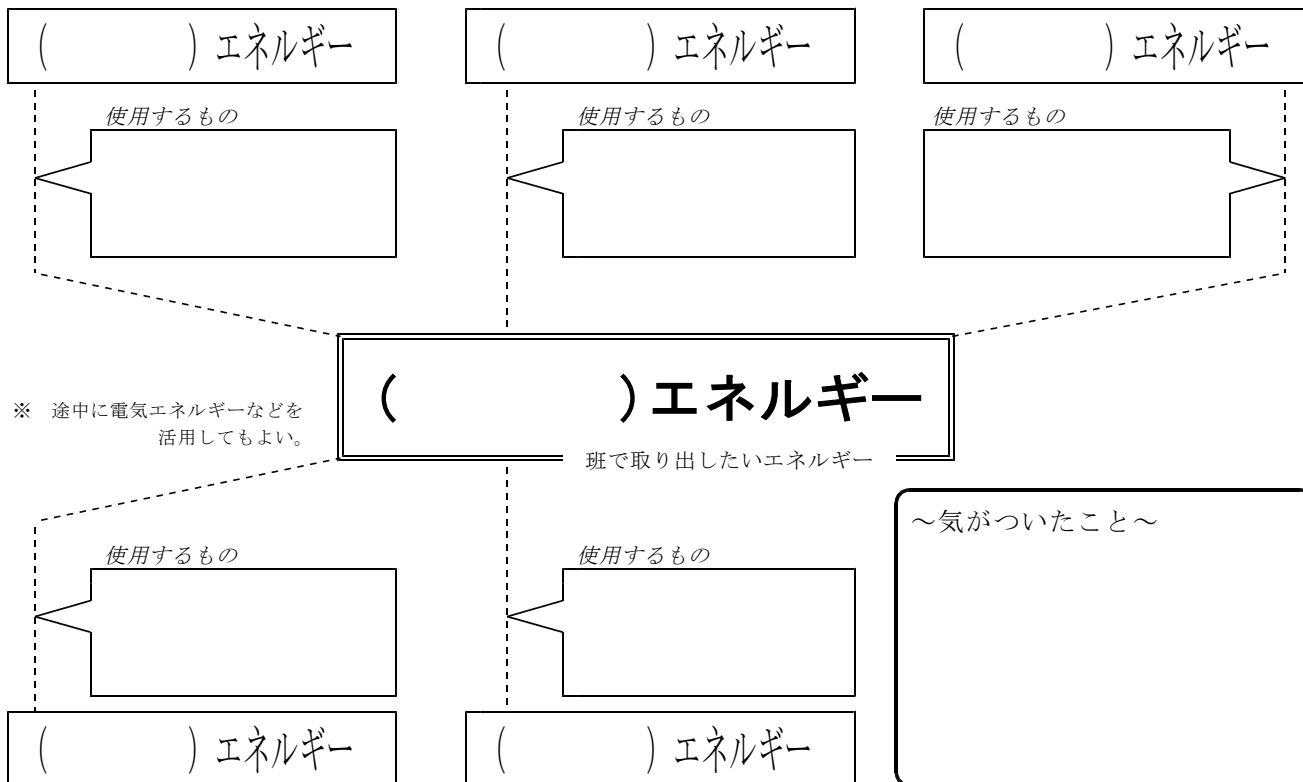 (　　　) エネルギー
(　　　) エネルギー
(　　　) エネルギー
使用するもの
使用するもの
使用するもの
(　　　) エネルギー
※　途中に電気エネルギーなどを
活用してもよい。
班で取り出したいエネルギー
～気がついたこと～
使用するもの
使用するもの
(　　　) エネルギー
(　　　) エネルギー